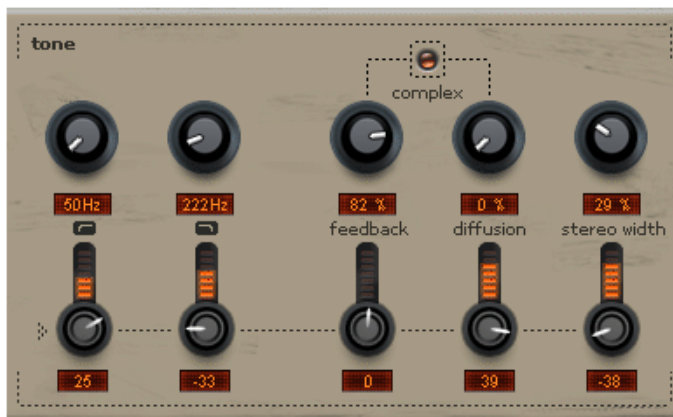 tone
complex
50Hz 222Hz 82 % 0 % 29 %
feedback diffusion stereo width
25 -33 0 39 -38